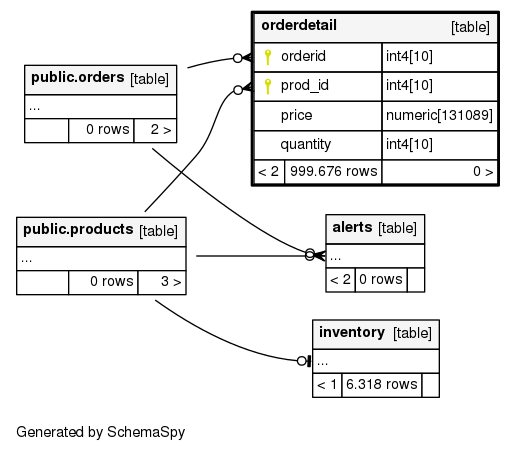 orderdetail [table]
orderid int4[10]
prod_id int4[10]
price numeric[131089]
quantity int4[10]
< 2 999.676 rows 0 >
public.orders [table]
...
0 rows 2 >
public.products [table]
...
0 rows 3 >
alerts [table]
...
< 2 0 rows
inventory [table]
...
< 1 6.318 rows
Generated by SchemaSpy